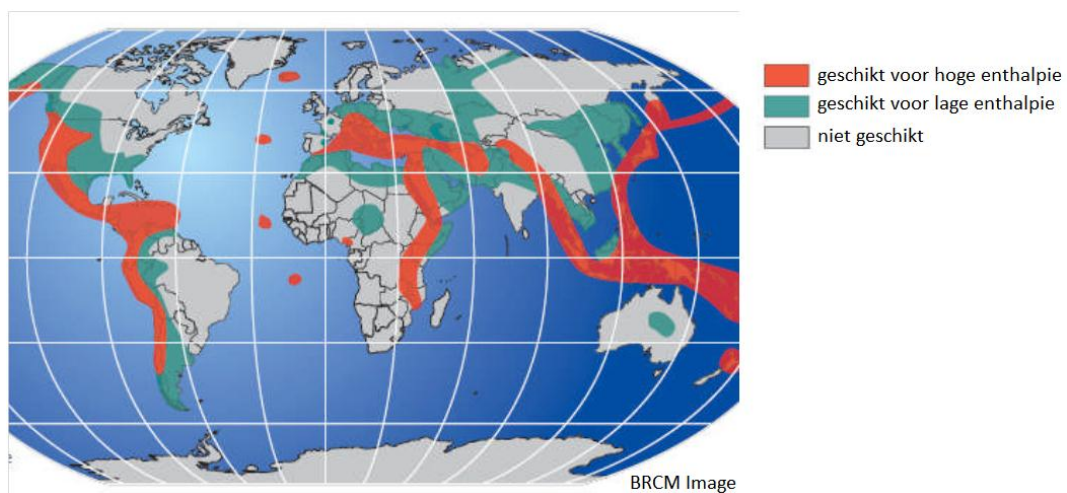 geschikt voor hoge enthalpie
geschikt voor lage enthalpie
niet geschikt
BRCM Image